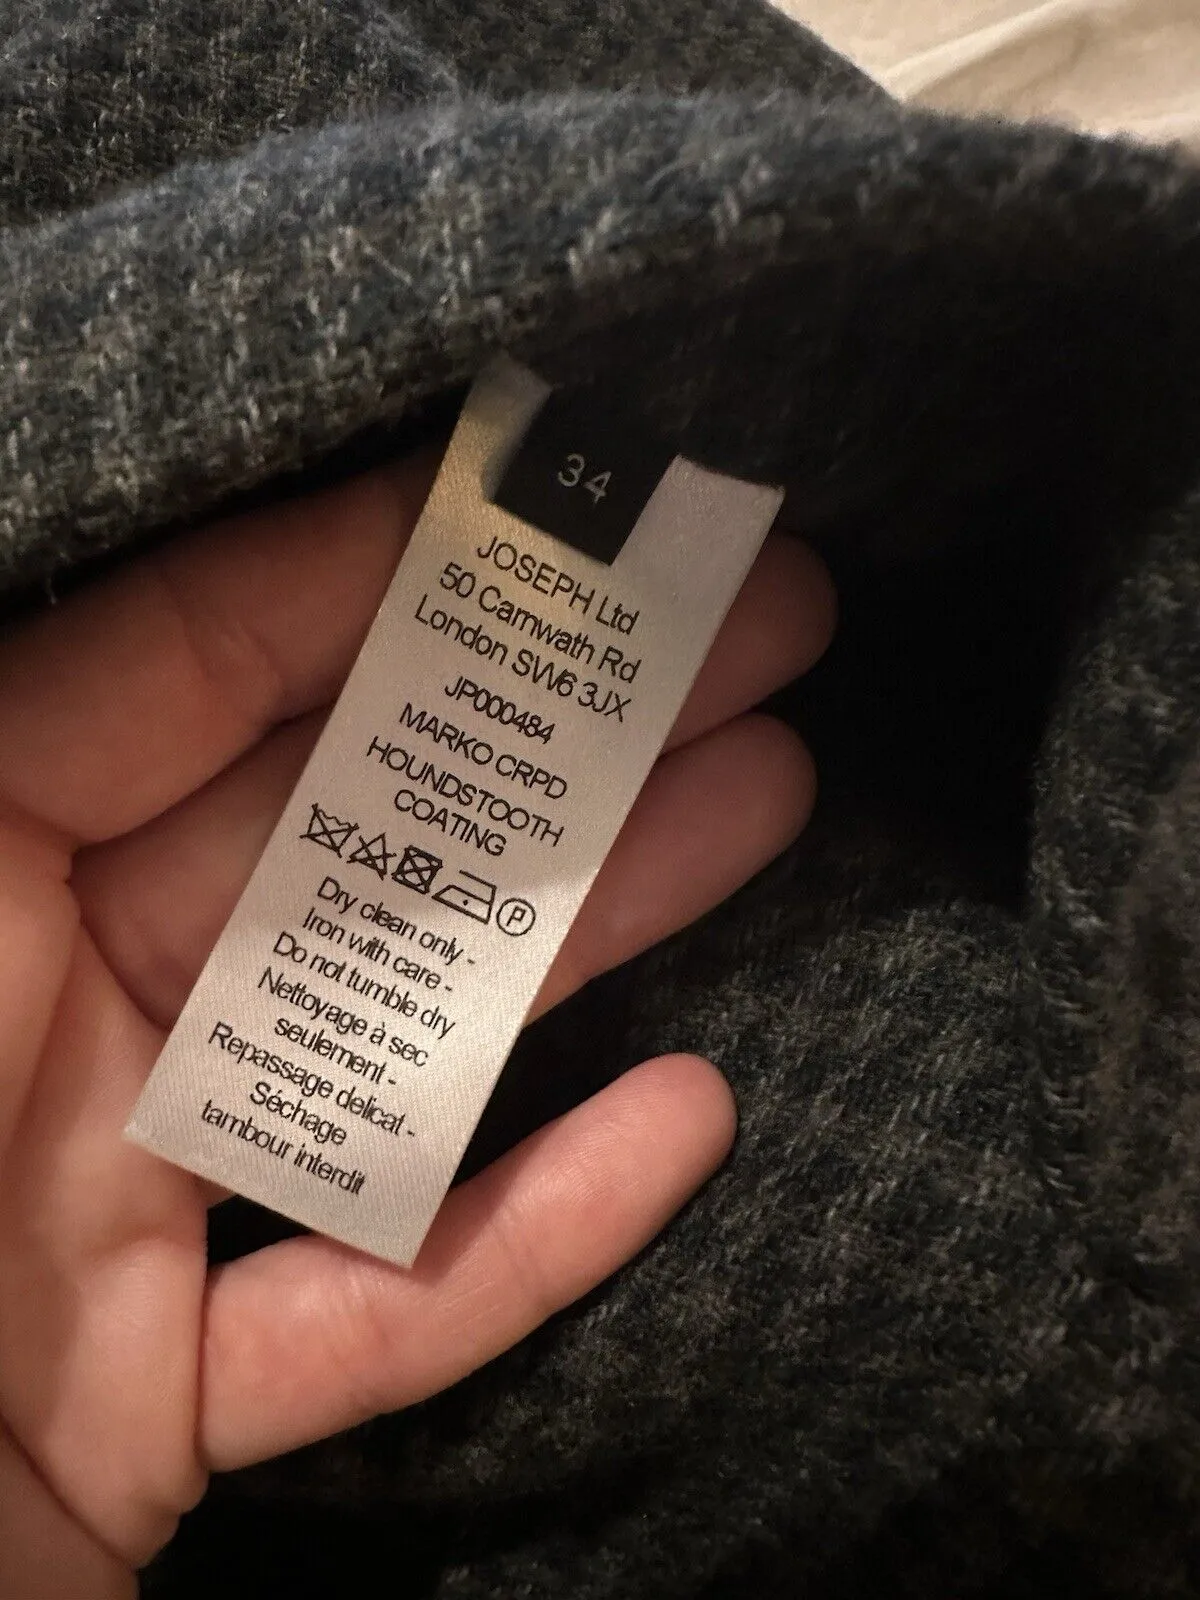 34
JOSEPH Ltd
50 Carnwath Rd
London SW6 3JX
JP000484
MARKO CRPD
HOUNDSTOOTH
COATING
P
Dry clean only -
Iron with care -
Do not tumble dry
Nettoyage à sec
seulement -
Repassage delicat -
Séchage
tambour interdit